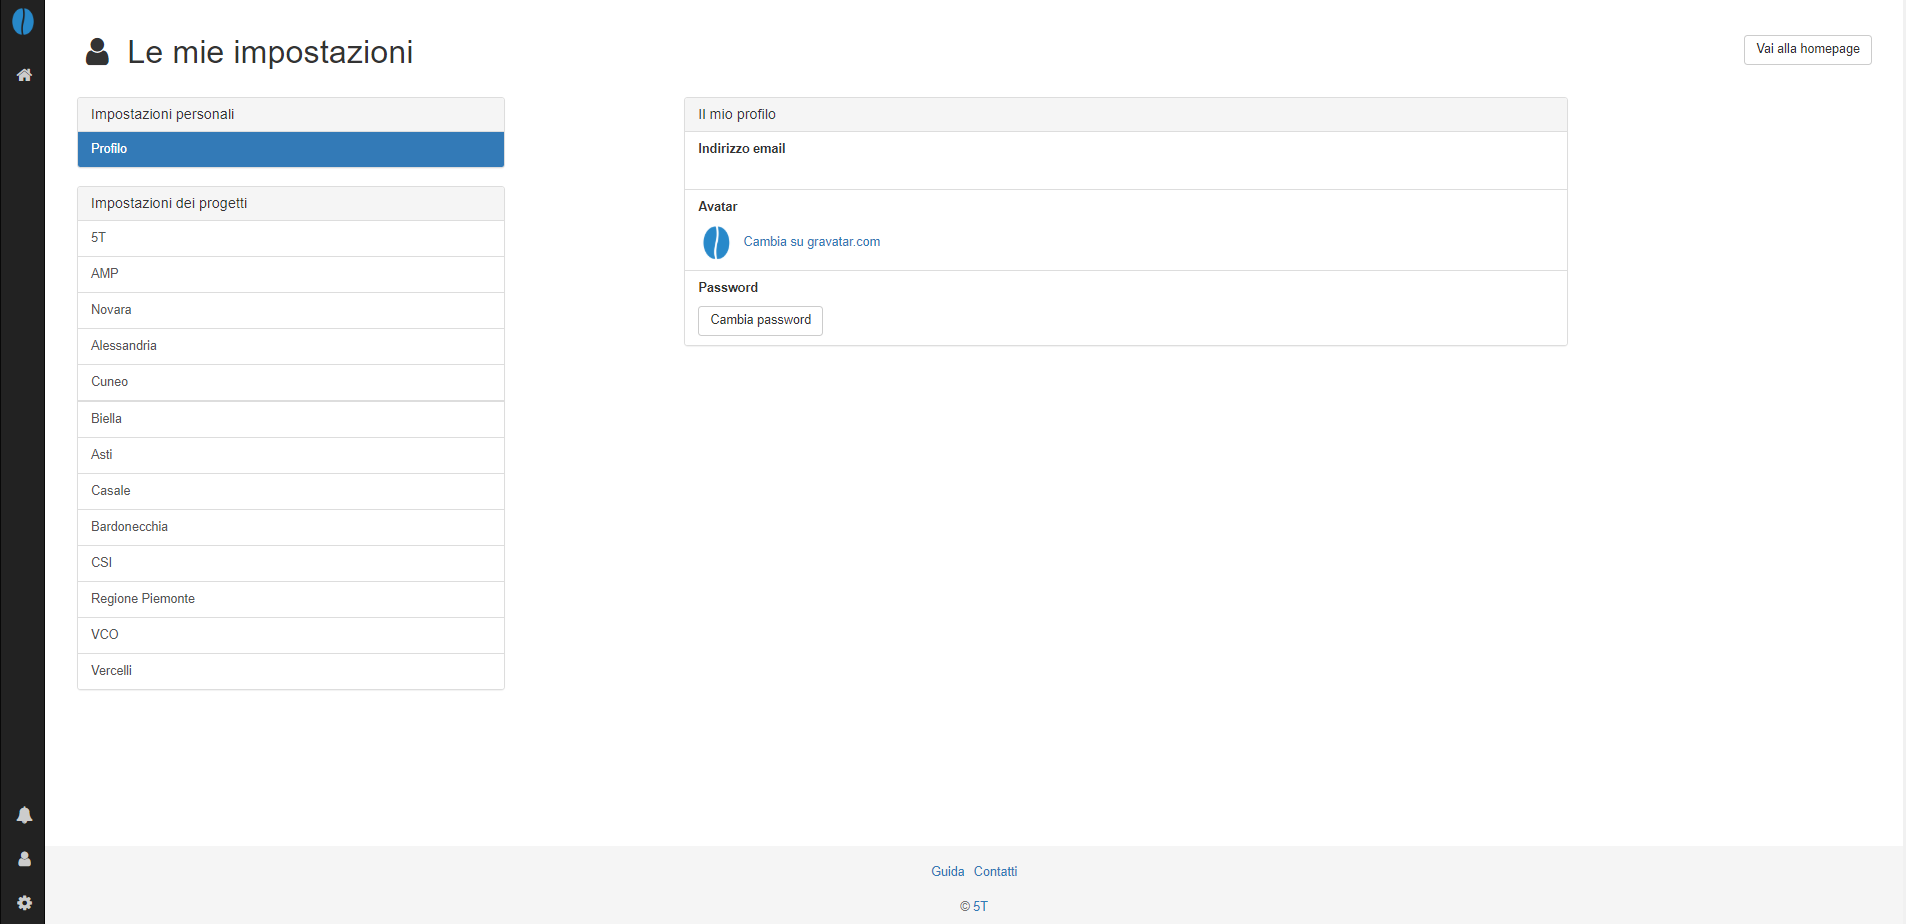 Le mie impostazioni
Vai alla homepage
Impostazioni personali
Profilo
Impostazioni dei progetti
5T
AMP
Novara
Alessandria
Cuneo
Biella
Asti
Casale
Bardonecchia
CSI
Regione Piemonte
VCO
Vercelli
Il mio profilo
Indirizzo email
Avatar
Cambia su gravatar.com
Password
Cambia password
Guida Contatti
© 5T